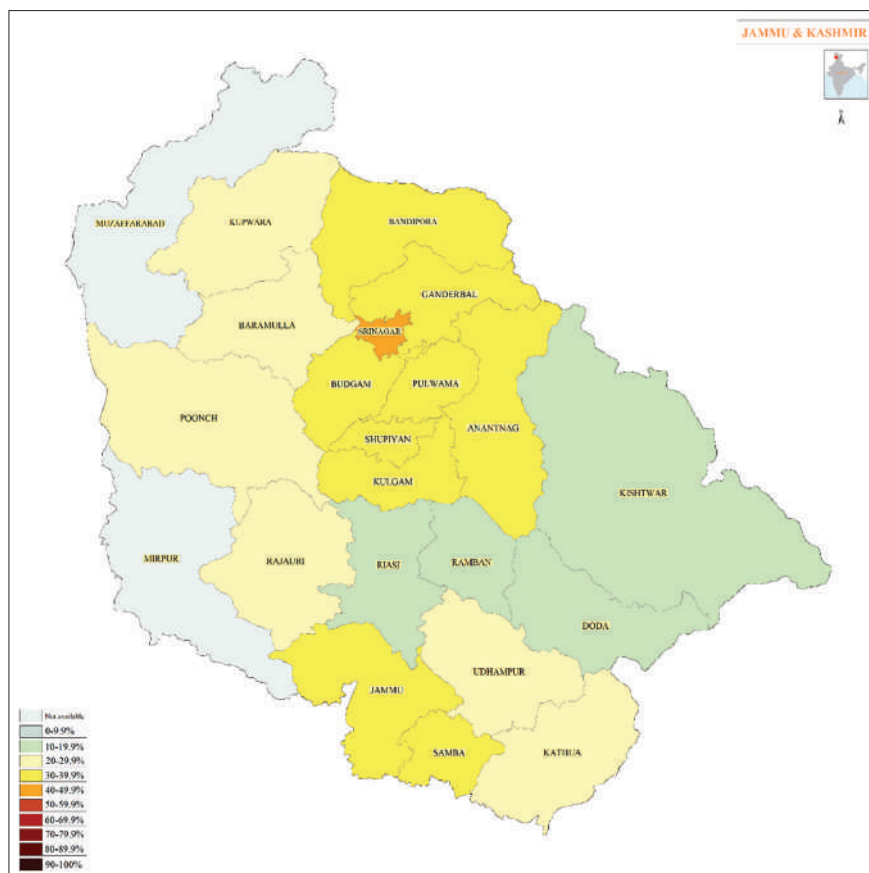 JAMMU & KASHMIR
MUZAFFARABAD
KUPWARA
BANDIPORA
GANDERBAL
BARAMULLA
SRINAGAR
BUDGAM
PULWAMA
POONCH
ANANTNAG
SHUPIYAN
KULGAM
KISHTWAR
MIRPUR
RAJAURI
RIASI
RAMBAN
DODA
UDHAMPUR
JAMMU
SAMBA
KATHUA
Not available
0-9.9%
10-19.9%
20-29.9%
30-39.9%
40-49.9%
50-59.9%
60-69.9%
70-79.9%
80-89.9%
90-100%